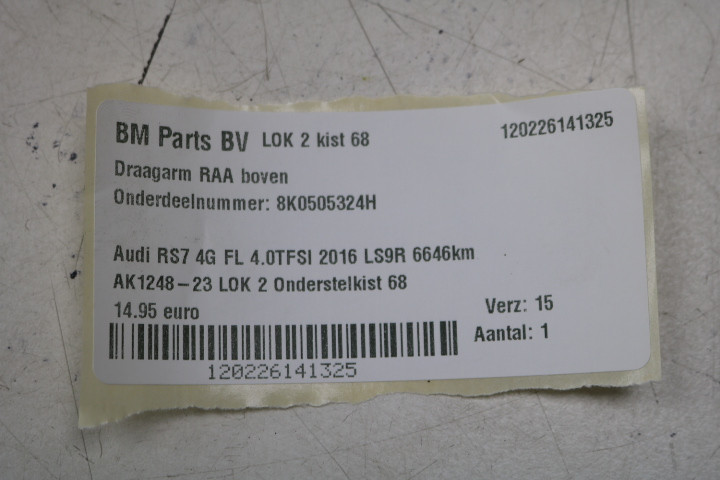 BM Parts BV LOK 2 kist 68 120226141325
Draagarm RAA boven
Onderdeelnummer: 8K0505324H
Audi RS7 4G FL 4.0TFSI 2016 LS9R 6646km
AK1248-23 LOK 2 Onderstelkist 68
14.95 euro Verz: 15
Aantal: 1
120226141325